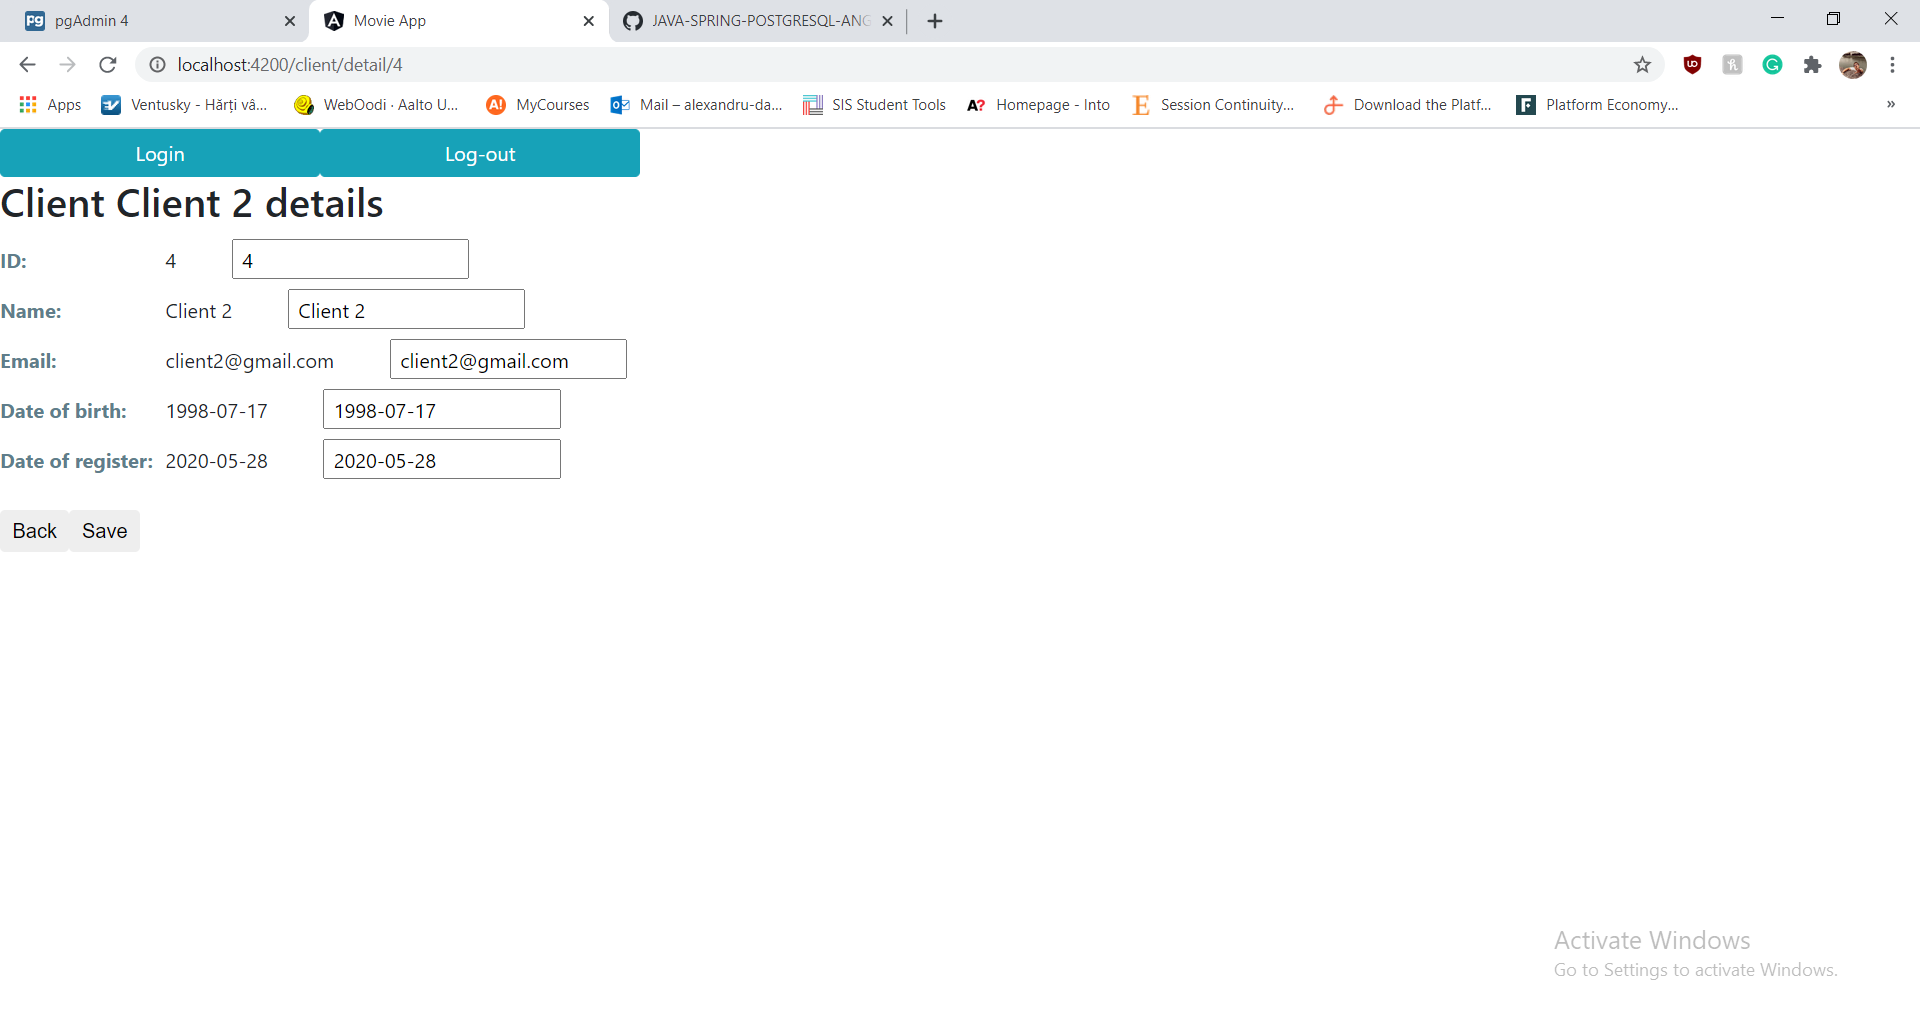 pgAdmin 4
Movie App
JAVA-SPRING-POSTGRESQL-ANG
localhost:4200/client/detail/4
Apps
Ventusky - Hărți vâ...
WebOodi · Aalto U...
MyCourses
Mail – alexandru-da...
SIS Student Tools
Homepage - Into
Session Continuity...
Download the Platf...
Platform Economy...
»
Login
Log-out
Client Client 2 details
ID: 4 4
Name: Client 2 Client 2
Email: client2@gmail.com client2@gmail.com
Date of birth: 1998-07-17 1998-07-17
Date of register: 2020-05-28 2020-05-28
Back Save
Activate Windows
Go to Settings to activate Windows.